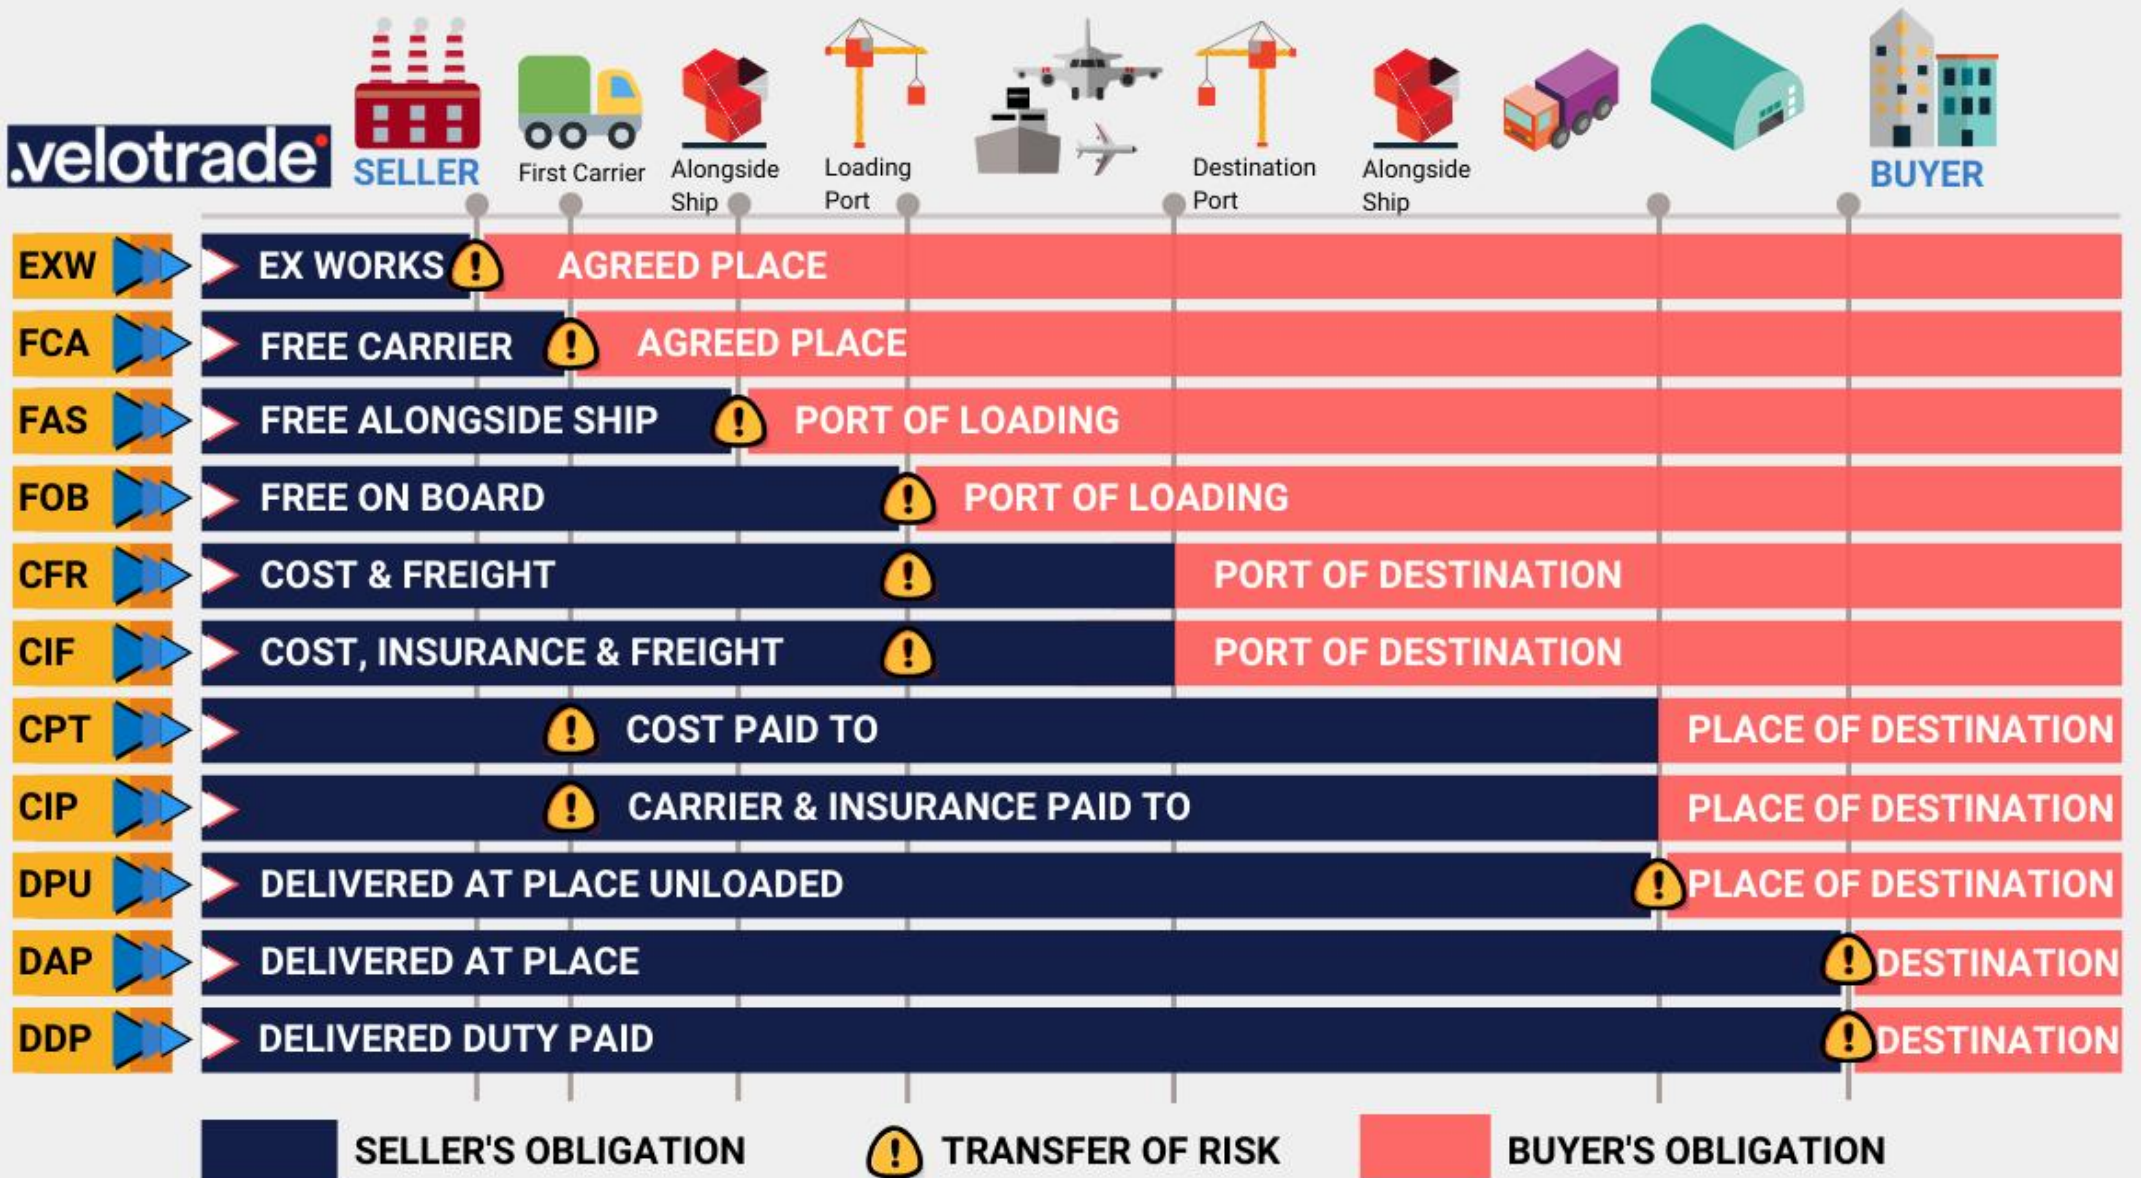 .velotrade
SELLER
First Carrier
Alongside
Ship
Loading
Port
Destination
Port
Alongside
Ship
BUYER
EXW EX WORKS AGREED PLACE
FCA FREE CARRIER AGREED PLACE
FAS FREE ALONGSIDE SHIP PORT OF LOADING
FOB FREE ON BOARD PORT OF LOADING
CFR COST & FREIGHT PORT OF DESTINATION
CIF COST, INSURANCE & FREIGHT PORT OF DESTINATION
CPT COST PAID TO PLACE OF DESTINATION
CIP CARRIER & INSURANCE PAID TO PLACE OF DESTINATION
DPU DELIVERED AT PLACE UNLOADED PLACE OF DESTINATION
DAP DELIVERED AT PLACE DESTINATION
DDP DELIVERED DUTY PAID DESTINATION
SELLER'S OBLIGATION TRANSFER OF RISK BUYER'S OBLIGATION